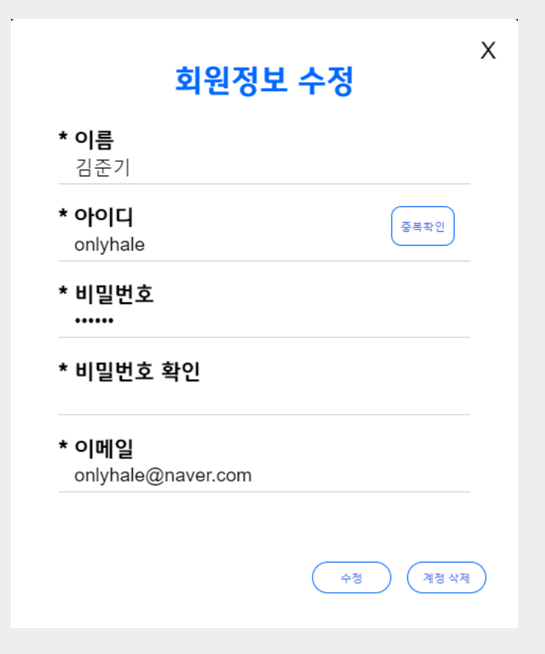 X
회원정보 수정
* 이름
김준기
* 아이디
중복확인
onlyhale
* 비밀번호
••••••
* 비밀번호 확인
* 이메일
onlyhale@naver.com
수정
계정 삭제